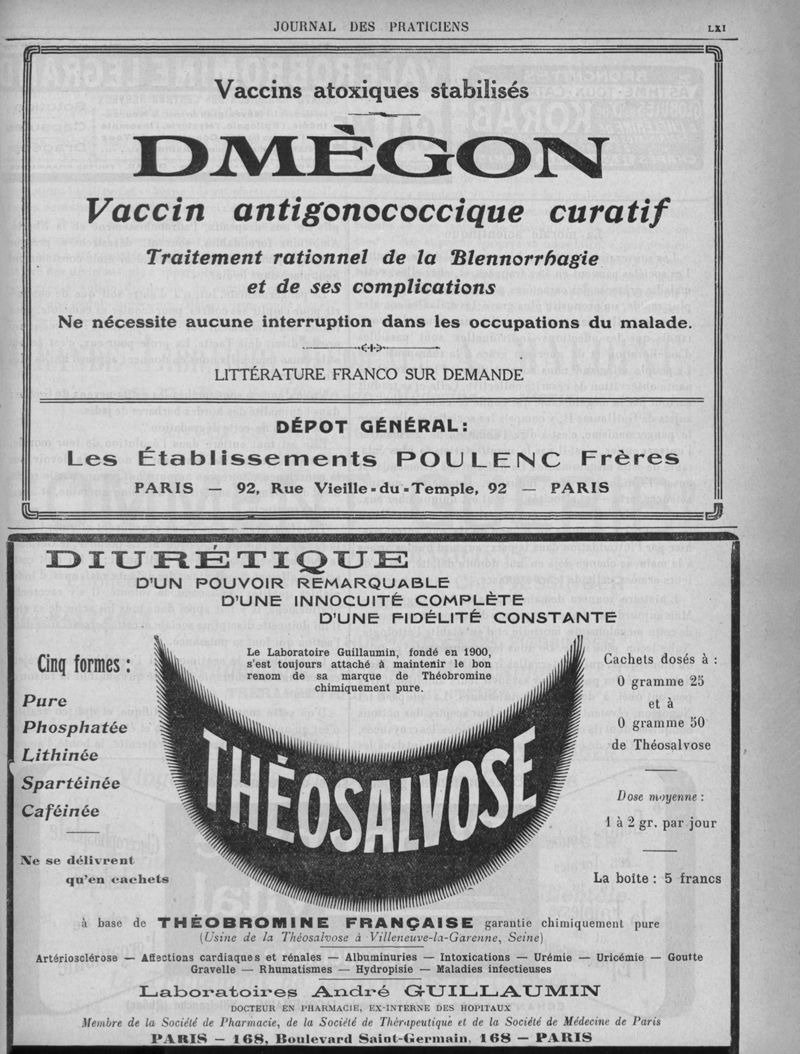 JOURNAL DES PRATICIENS
LXI
Vaccins atoxiques stabilisés
DMÈGON
Vaccin antigonococcique curatif
Traitement rationnel de la Blennorrhagie
et de ses complications
Ne nécessite aucune interruption dans les occupations du malade.
LITTÉRATURE FRANCO SUR DEMANDE
DÉPOT GÉNÉRAL:
Les Établissements POULENC Frères
PARIS — 92, Rue Vieille-du-Temple, 92 — PARIS
DIURÉTIQUE
D'UN POUVOIR REMARQUABLE
D'UNE INNOCUITÉ COMPLÈTE
D'UNE FIDÉLITÉ CONSTANTE
Cinq formes :
Pure
Phosphatée
Lithinée
Spartéinée
Caféinée
Ne se délivrent
qu'en cachets
Le Laboratoire Guillaumin, fondé en 1900,
s'est toujours attaché à maintenir le bon
renom de sa marque de Théobromine
chimiquement pure.
THÉOSALVOSE
Cachets dosés à :
0 gramme 25
et à
0 gramme 50
de Théosalvose
Dose moyenne :
1 à 2 gr. par jour
La boîte : 5 francs
à base de THÉOBROMINE FRANÇAISE garantie chimiquement pure
(Usine de la Théosalvose à Villeneuve-la-Garenne, Seine)
Artériosclérose — Affections cardiaques et rénales — Albuminuries — Intoxications — Urémie — Uricémie — Goutte
Gravelle — Rhumatismes — Hydropisie — Maladies infectieuses
Laboratoires André GUILLAUMIN
DOCTEUR EN PHARMACIE, EX-INTERNE DES HOPITAUX
Membre de la Société de Pharmacie, de la Société de Thérapeutique et de la Société de Médecine de Paris
PARIS — 168, Boulevard Saint-Germain, 168 — PARIS